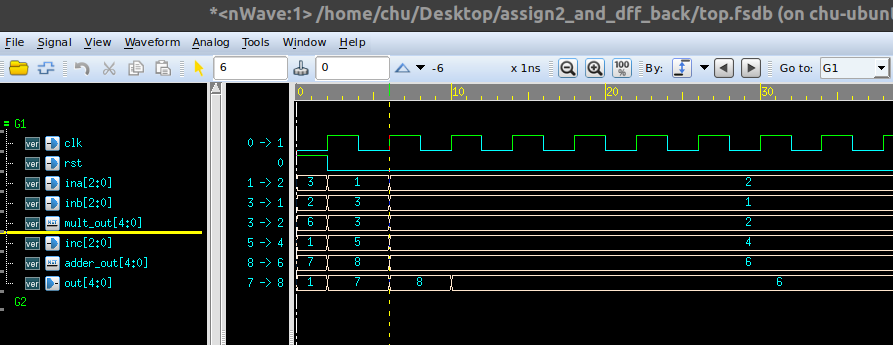 *<nWave:1> /home/chu/Desktop/assign2_and_dff_back/top.fsdb (on chu-ubunt
File Signal View Waveform Analog Tools Window Help
6 0 -6 x 1ns 100 % By: Go to: G1
0 10 20 30
G1
ver clk 0 -> 1
ver rst 0
ver ina[2:0] 1 -> 2 3 1 2
ver inb[2:0] 3 -> 1 2 3 1
ver NET mult_out[4:0] 3 -> 2 6 3 2
ver inc[2:0] 5 -> 4 1 5 4
ver NET adder_out[4:0] 8 -> 6 7 8 6
ver out[4:0] 7 -> 8 1 7 8 6
G2